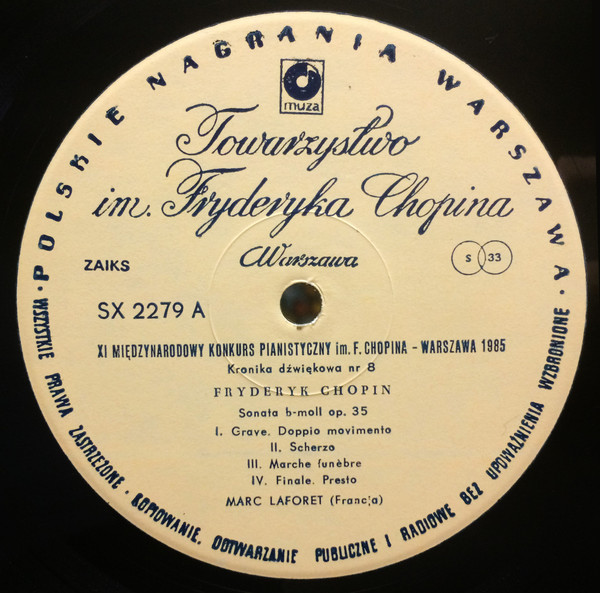 POLSKIE NAGRANIA WARSZAWA
muza
Towarzystwo
im. Fryderyka Chopina
Warszawa
ZAIKS
S 33
SX 2279 A
XI MIĘDZYNARODOWY KONKURS PIANISTYCZNY im. F. CHOPINA – WARSZAWA 1985
Kronika dźwiękowa nr 8
FRYDERYK CHOPIN
Sonata b-moll op. 35
I. Grave. Doppio movimento
II. Scherzo
III. Marche funèbre
IV. Finale. Presto
MARC LAFORET (Francja)
• WSZYSTKIE PRAWA ZASTRZEŻONE • KOPIOWANIE, ODTWARZANIE PUBLICZNE I RADIOWE BEZ UPOWAŻNIENIA WZBRONIONE •